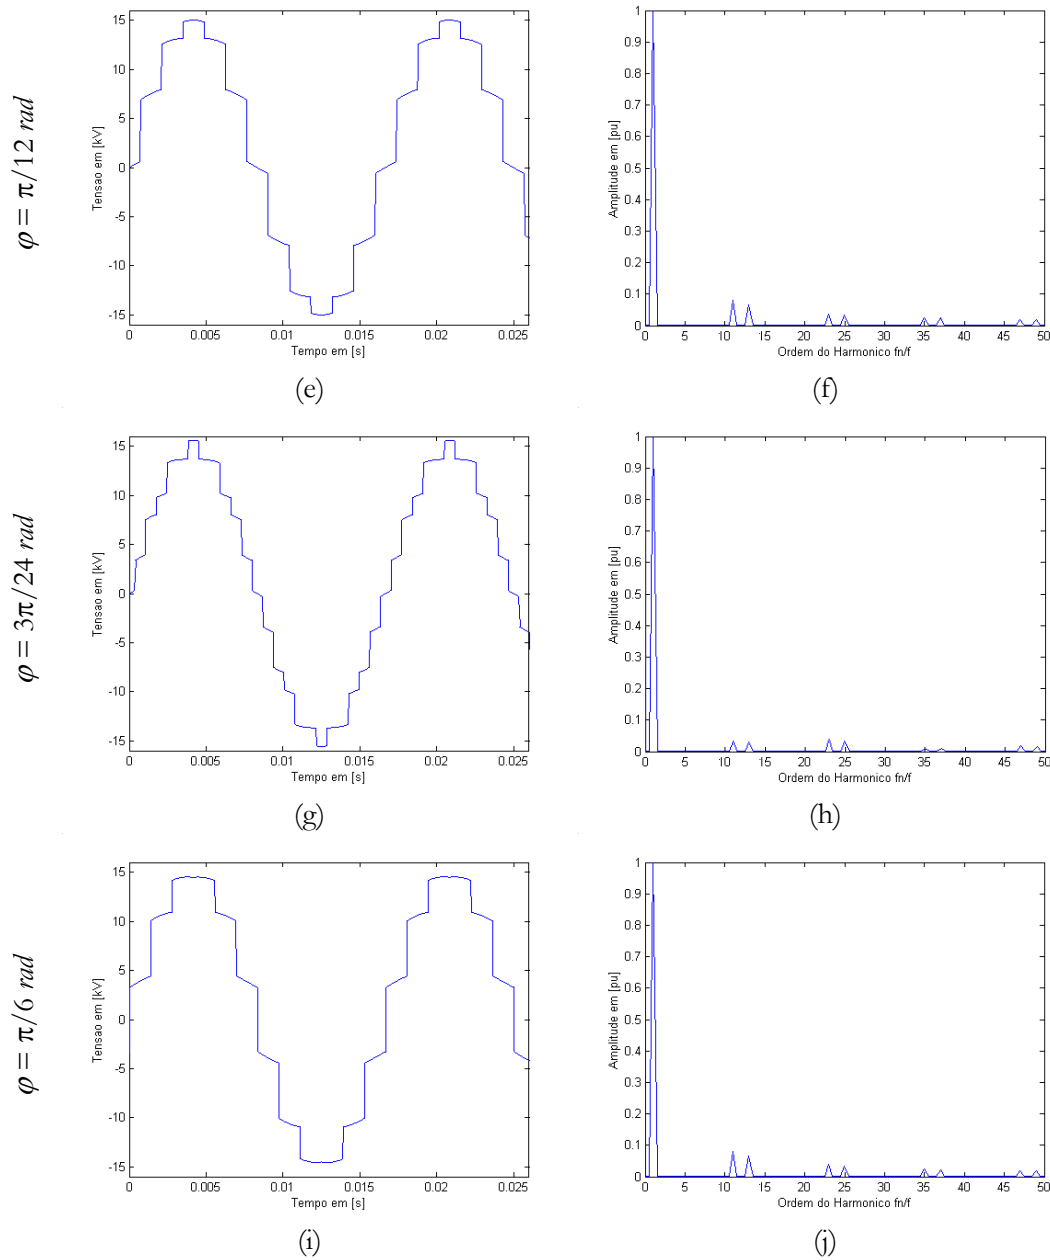 φ = π/12 rad
15
10
5
0
-5
-10
-15
Tensao em [kV]
0 0.005 0.01 0.015 0.02 0.025
Tempo em [s]
(e)
1
0.9
0.8
0.7
0.6
0.5
0.4
0.3
0.2
0.1
0
Amplitude em [pu]
0 5 10 15 20 25 30 35 40 45 50
Ordem do Harmonico fn/f
(f)
φ = 3π/24 rad
15
10
5
0
-5
-10
-15
Tensao em [kV]
0 0.005 0.01 0.015 0.02 0.025
Tempo em [s]
(g)
1
0.9
0.8
0.7
0.6
0.5
0.4
0.3
0.2
0.1
0
Amplitude em [pu]
0 5 10 15 20 25 30 35 40 45 50
Ordem do Harmonico fn/f
(h)
φ = π/6 rad
15
10
5
0
-5
-10
-15
Tensao em [kV]
0 0.005 0.01 0.015 0.02 0.025
Tempo em [s]
(i)
1
0.9
0.8
0.7
0.6
0.5
0.4
0.3
0.2
0.1
0
Amplitude em [pu]
0 5 10 15 20 25 30 35 40 45 50
Ordem do Harmonico fn/f
(j)